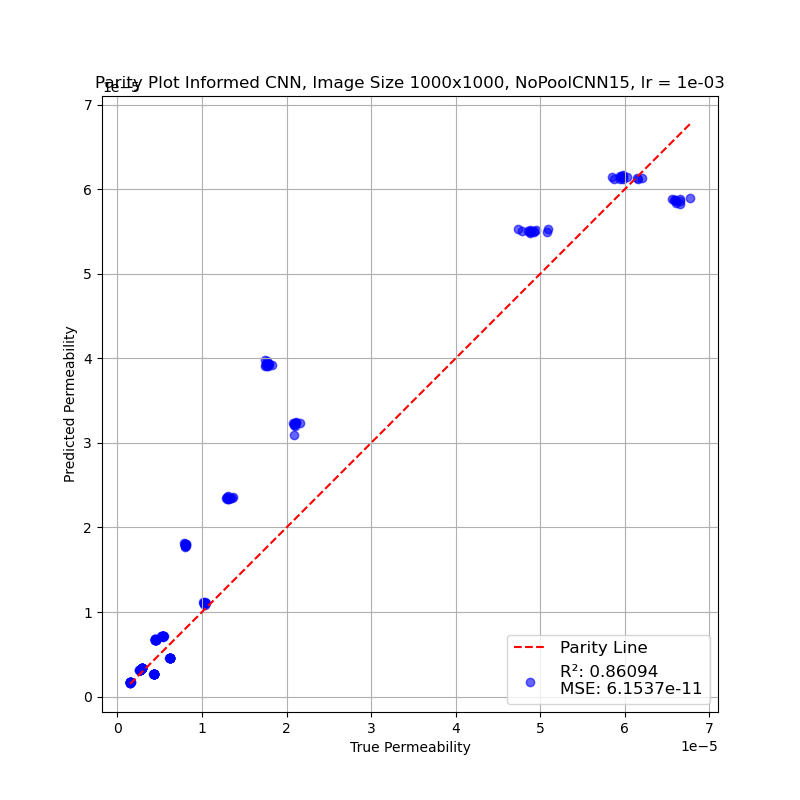 Parity Plot Informed CNN, Image Size 1000x1000, NoPoolCNN15, lr = 1e-03
1e−5
7
6
5
4
3
2
1
0
Predicted Permeability
Parity Line
R²: 0.86094
MSE: 6.1537e-11
0 1 2 3 4 5 6 7
1e−5
True Permeability